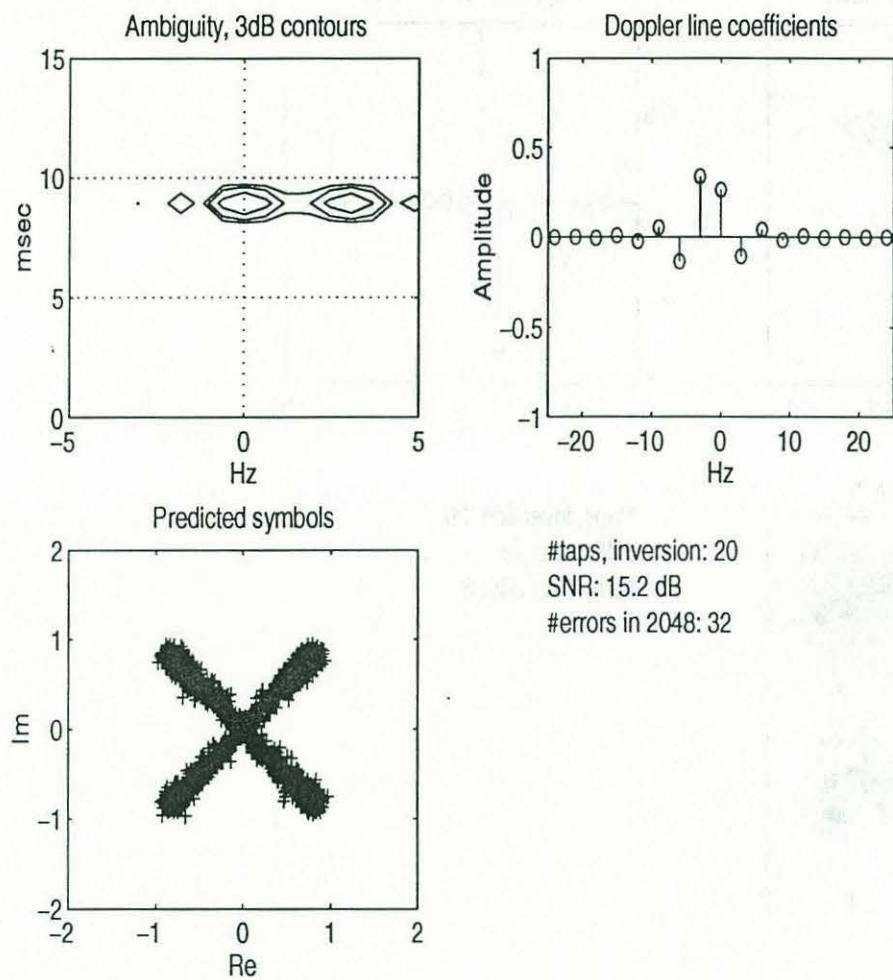 Ambiguity, 3dB contours
15
10
5
0
msec
-5
0
5
Hz
Doppler line coefficients
1
0.5
0
-0.5
-1
Amplitude
-20
-10
0
10
20
Hz
Predicted symbols
2
1
0
-1
-2
Im
-2
-1
0
1
2
Re
#taps, inversion: 20
SNR: 15.2 dB
#errors in 2048: 32